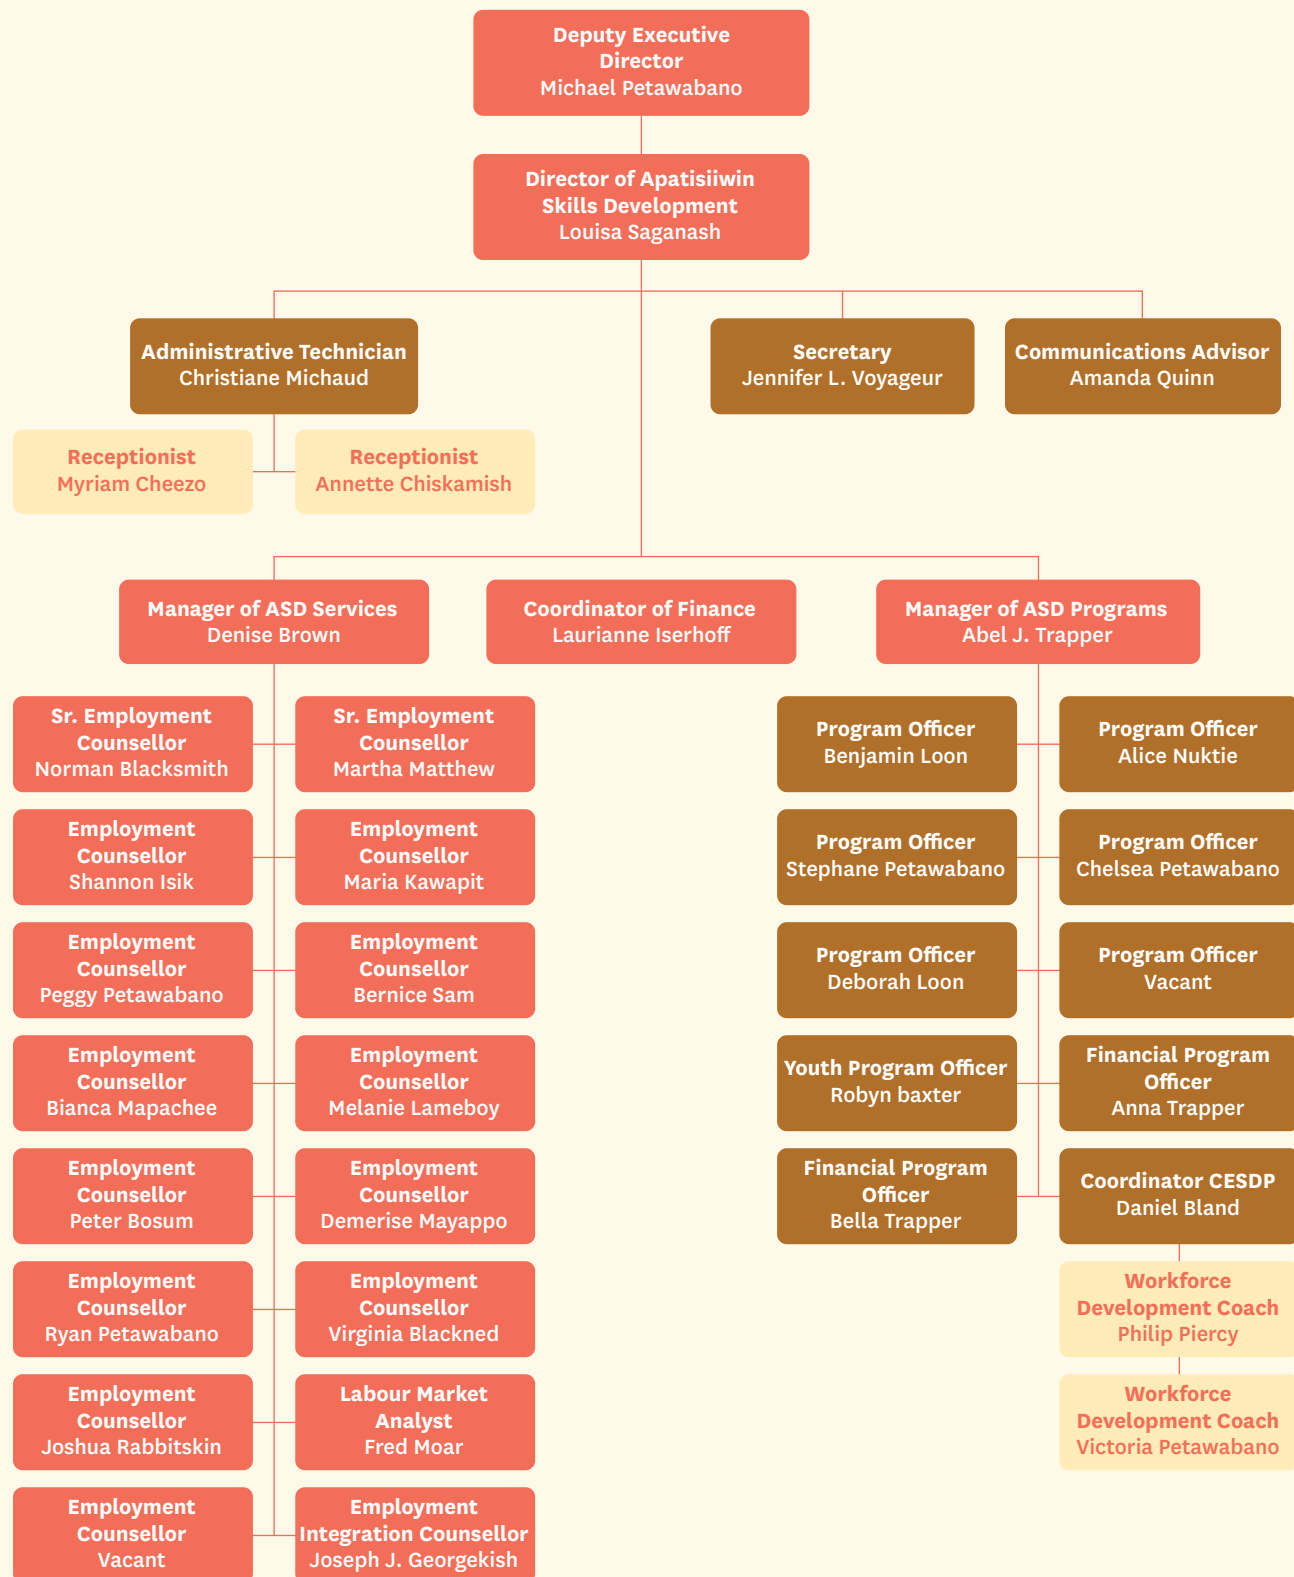 Deputy Executive
Director
Michael Petawabano
Director of Apatisiiwin
Skills Development
Louisa Saganash
Administrative Technician
Christiane Michaud
Secretary
Jennifer L. Voyageur
Communications Advisor
Amanda Quinn
Receptionist
Myriam Cheezo
Receptionist
Annette Chiskamish
Manager of ASD Services
Denise Brown
Coordinator of Finance
Laurianne Iserhoff
Manager of ASD Programs
Abel J. Trapper
Sr. Employment
Counsellor
Norman Blacksmith
Sr. Employment
Counsellor
Martha Matthew
Program Officer
Benjamin Loon
Program Officer
Alice Nuktie
Employment
Counsellor
Shannon Isik
Employment
Counsellor
Maria Kawapit
Program Officer
Stephane Petawabano
Program Officer
Chelsea Petawabano
Employment
Counsellor
Peggy Petawabano
Employment
Counsellor
Bernice Sam
Program Officer
Deborah Loon
Program Officer
Vacant
Employment
Counsellor
Bianca Mapachee
Employment
Counsellor
Melanie Lameboy
Youth Program Officer
Robyn baxter
Financial Program
Officer
Anna Trapper
Employment
Counsellor
Peter Bosum
Employment
Counsellor
Demerise Mayappo
Financial Program
Officer
Bella Trapper
Coordinator CESDP
Daniel Bland
Employment
Counsellor
Ryan Petawabano
Employment
Counsellor
Virginia Blackned
Workforce
Development Coach
Philip Piercy
Employment
Counsellor
Joshua Rabbitskin
Labour Market
Analyst
Fred Moar
Workforce
Development Coach
Victoria Petawabano
Employment
Counsellor
Vacant
Employment
Integration Counsellor
Joseph J. Georgekish